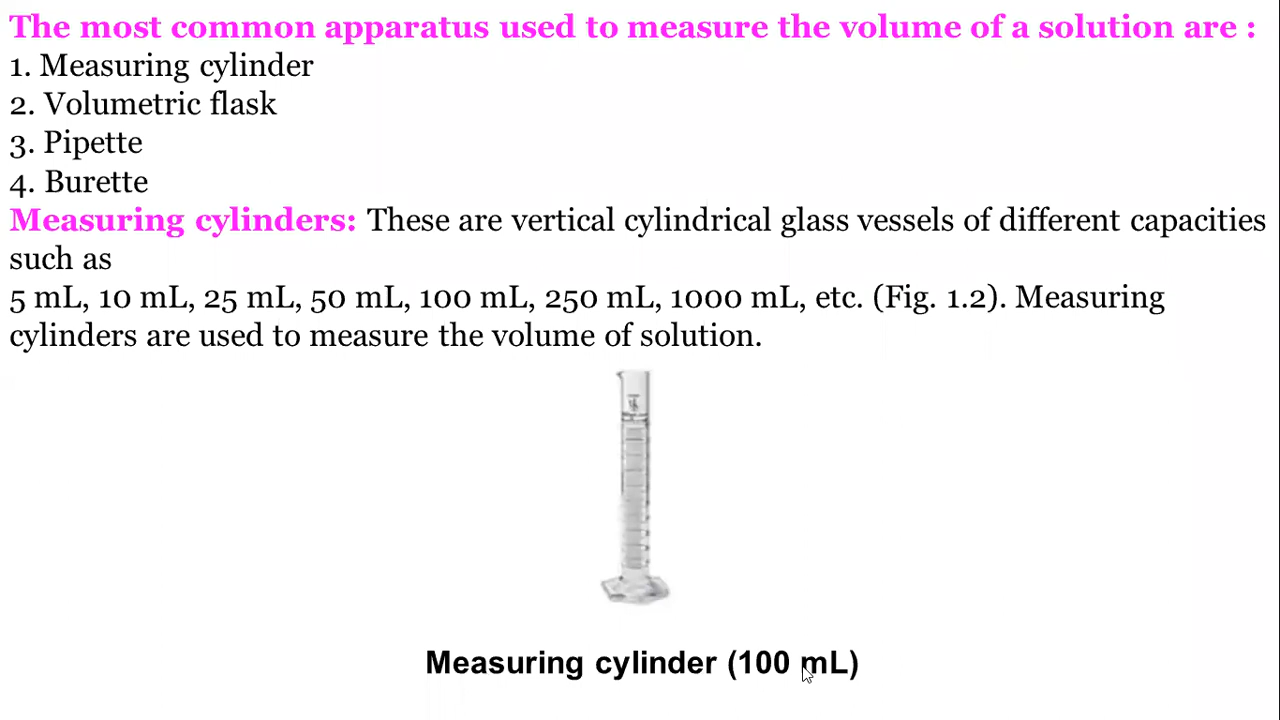 The most common apparatus used to measure the volume of a solution are :
1. Measuring cylinder
2. Volumetric flask
3. Pipette
4. Burette
Measuring cylinders: These are vertical cylindrical glass vessels of different capacities
such as
5 mL, 10 mL, 25 mL, 50 mL, 100 mL, 250 mL, 1000 mL, etc. (Fig. 1.2). Measuring
cylinders are used to measure the volume of solution.
Measuring cylinder (100 mL)